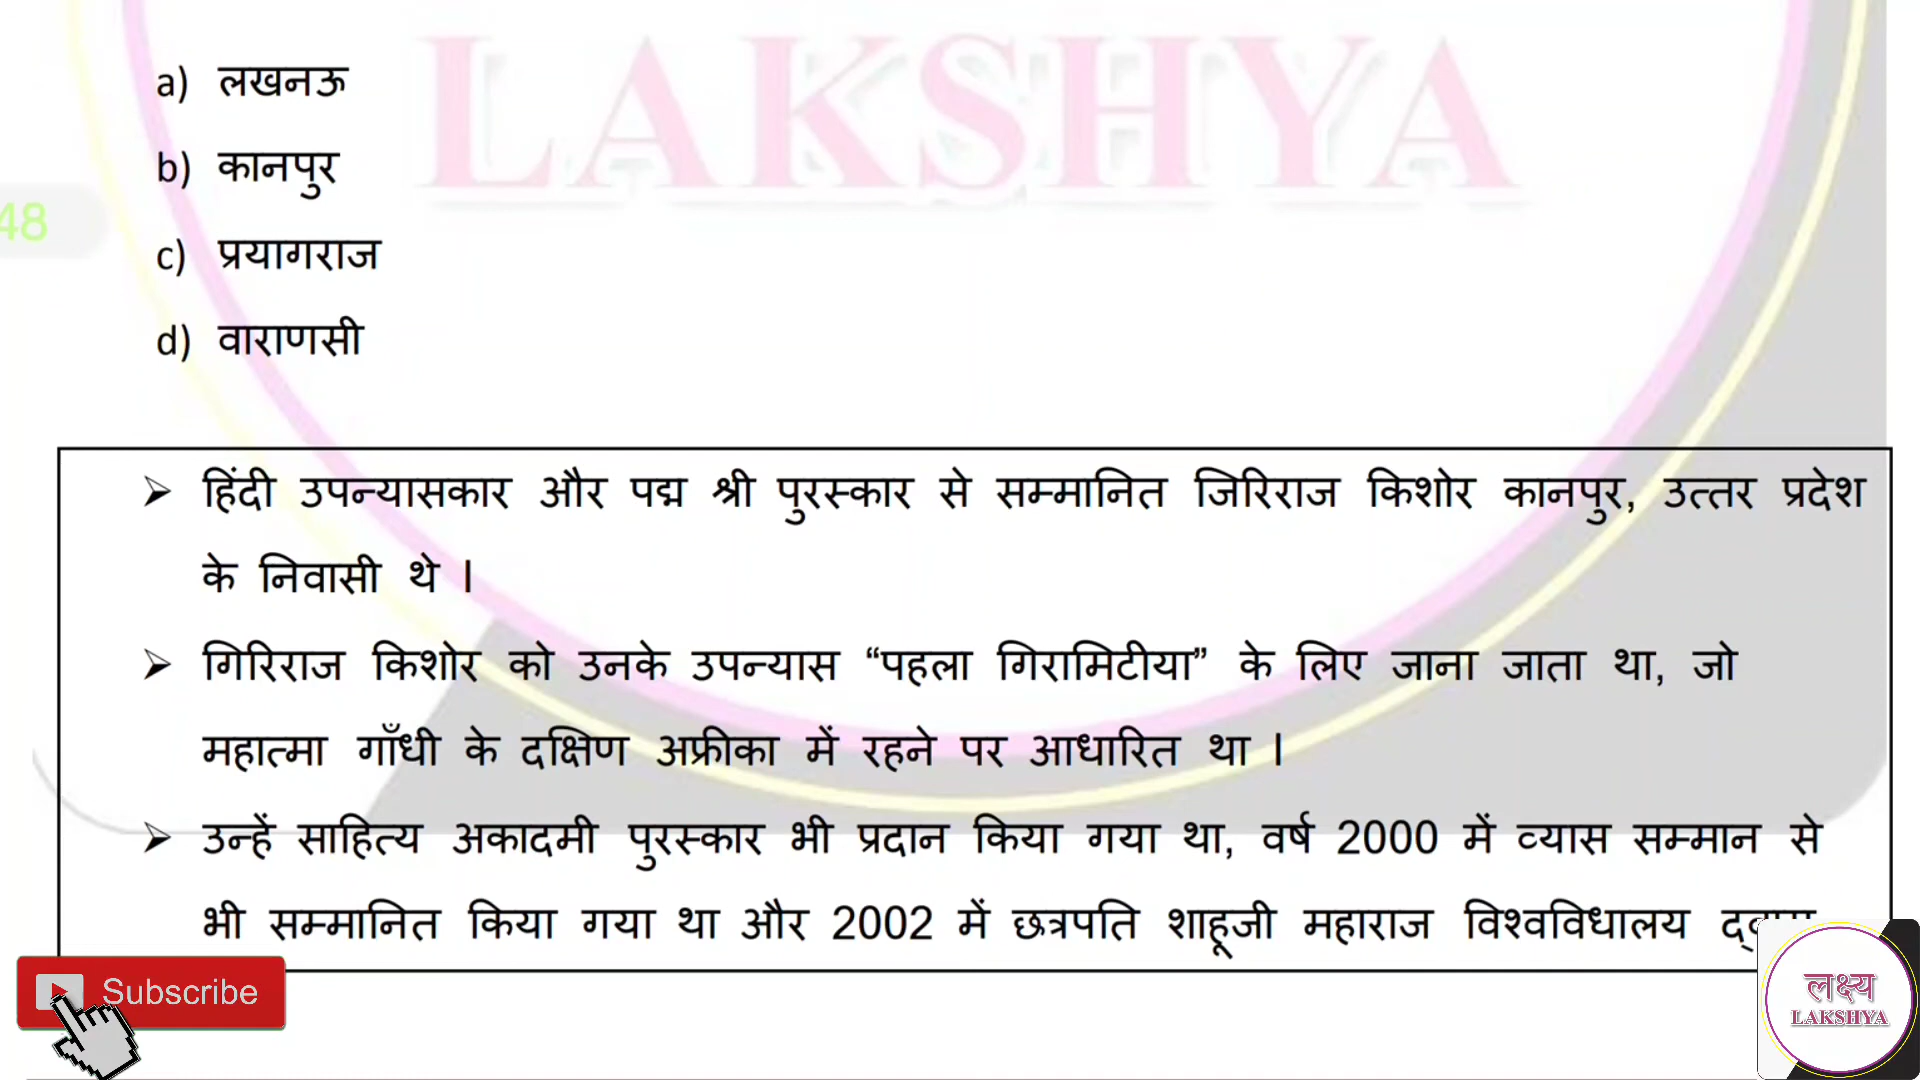 LAKSHYA
a) लखनऊ
b) कानपुर
48
c) प्रयागराज
d) वाराणसी
➢ हिंदी उपन्यासकार और पद्म श्री पुरस्कार से सम्मानित जिरिराज किशोर कानपुर, उत्तर प्रदेश
के निवासी थे ।
➢ गिरिराज किशोर को उनके उपन्यास “पहला गिरामिटीया” के लिए जाना जाता था, जो
महात्मा गाँधी के दक्षिण अफ्रीका में रहने पर आधारित था ।
➢ उन्हें साहित्य अकादमी पुरस्कार भी प्रदान किया गया था, वर्ष 2000 में व्यास सम्मान से
भी सम्मानित किया गया था और 2002 में छत्रपति शाहूजी महाराज विश्वविधालय
Subscribe
लक्ष्य
LAKSHYA